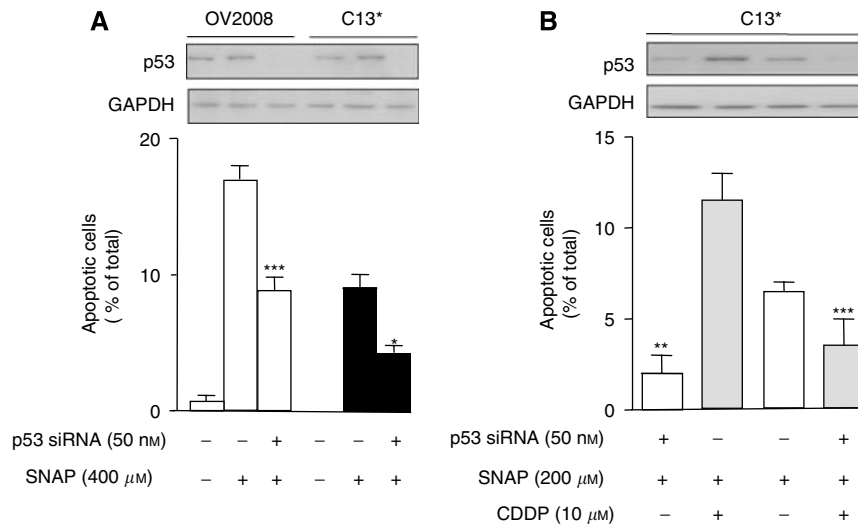 A
OV2008 C13*
p53
GAPDH
20
10
0
Apoptotic cells
( % of total)
***
*
p53 siRNA (50 nM) – – + – – +
SNAP (400 μM) – + + – + +
B
C13*
p53
GAPDH
15
10
5
0
Apoptotic cells
(% of total)
**
***
p53 siRNA (50 nM) + – – +
SNAP (200 μM) + + + +
CDDP (10 μM) – + – +